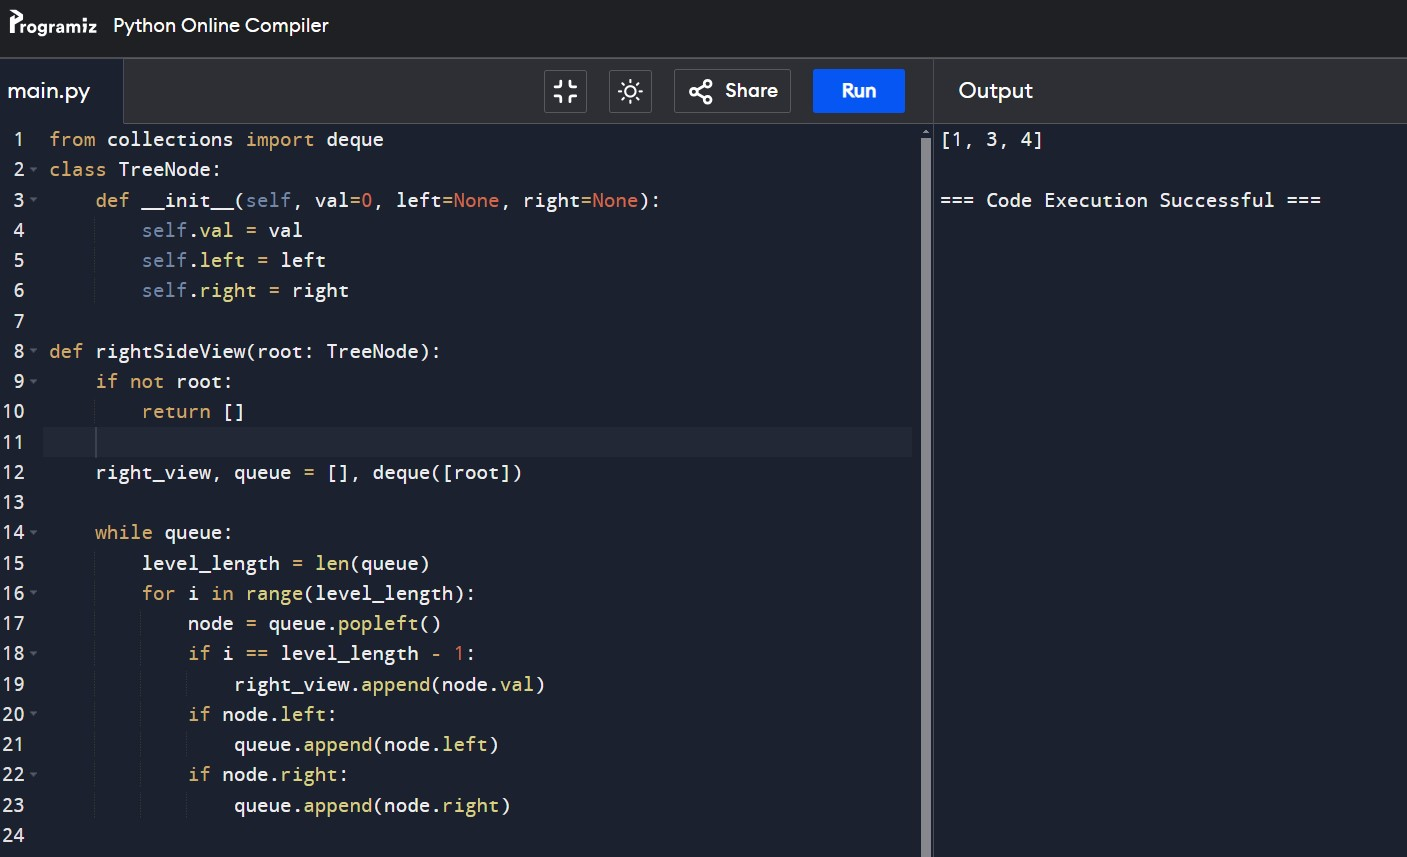 Programiz Python Online Compiler
main.py Share Run Output
1 from collections import deque
2 class TreeNode:
3     def __init__(self, val=0, left=None, right=None):
4         self.val = val
5         self.left = left
6         self.right = right
7
8 def rightSideView(root: TreeNode):
9     if not root:
10         return []
11
12     right_view, queue = [], deque([root])
13
14     while queue:
15         level_length = len(queue)
16         for i in range(level_length):
17             node = queue.popleft()
18             if i == level_length - 1:
19                 right_view.append(node.val)
20             if node.left:
21                 queue.append(node.left)
22             if node.right:
23                 queue.append(node.right)
24
[1, 3, 4]
=== Code Execution Successful ===